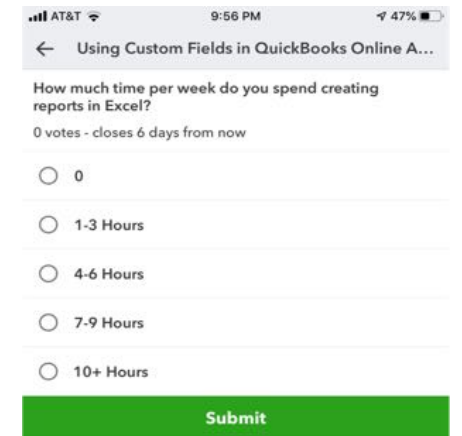 AT&T 9:56 PM 47%
Using Custom Fields in QuickBooks Online A...
How much time per week do you spend creating
reports in Excel?
0 votes - closes 6 days from now
0
1-3 Hours
4-6 Hours
7-9 Hours
10+ Hours
Submit